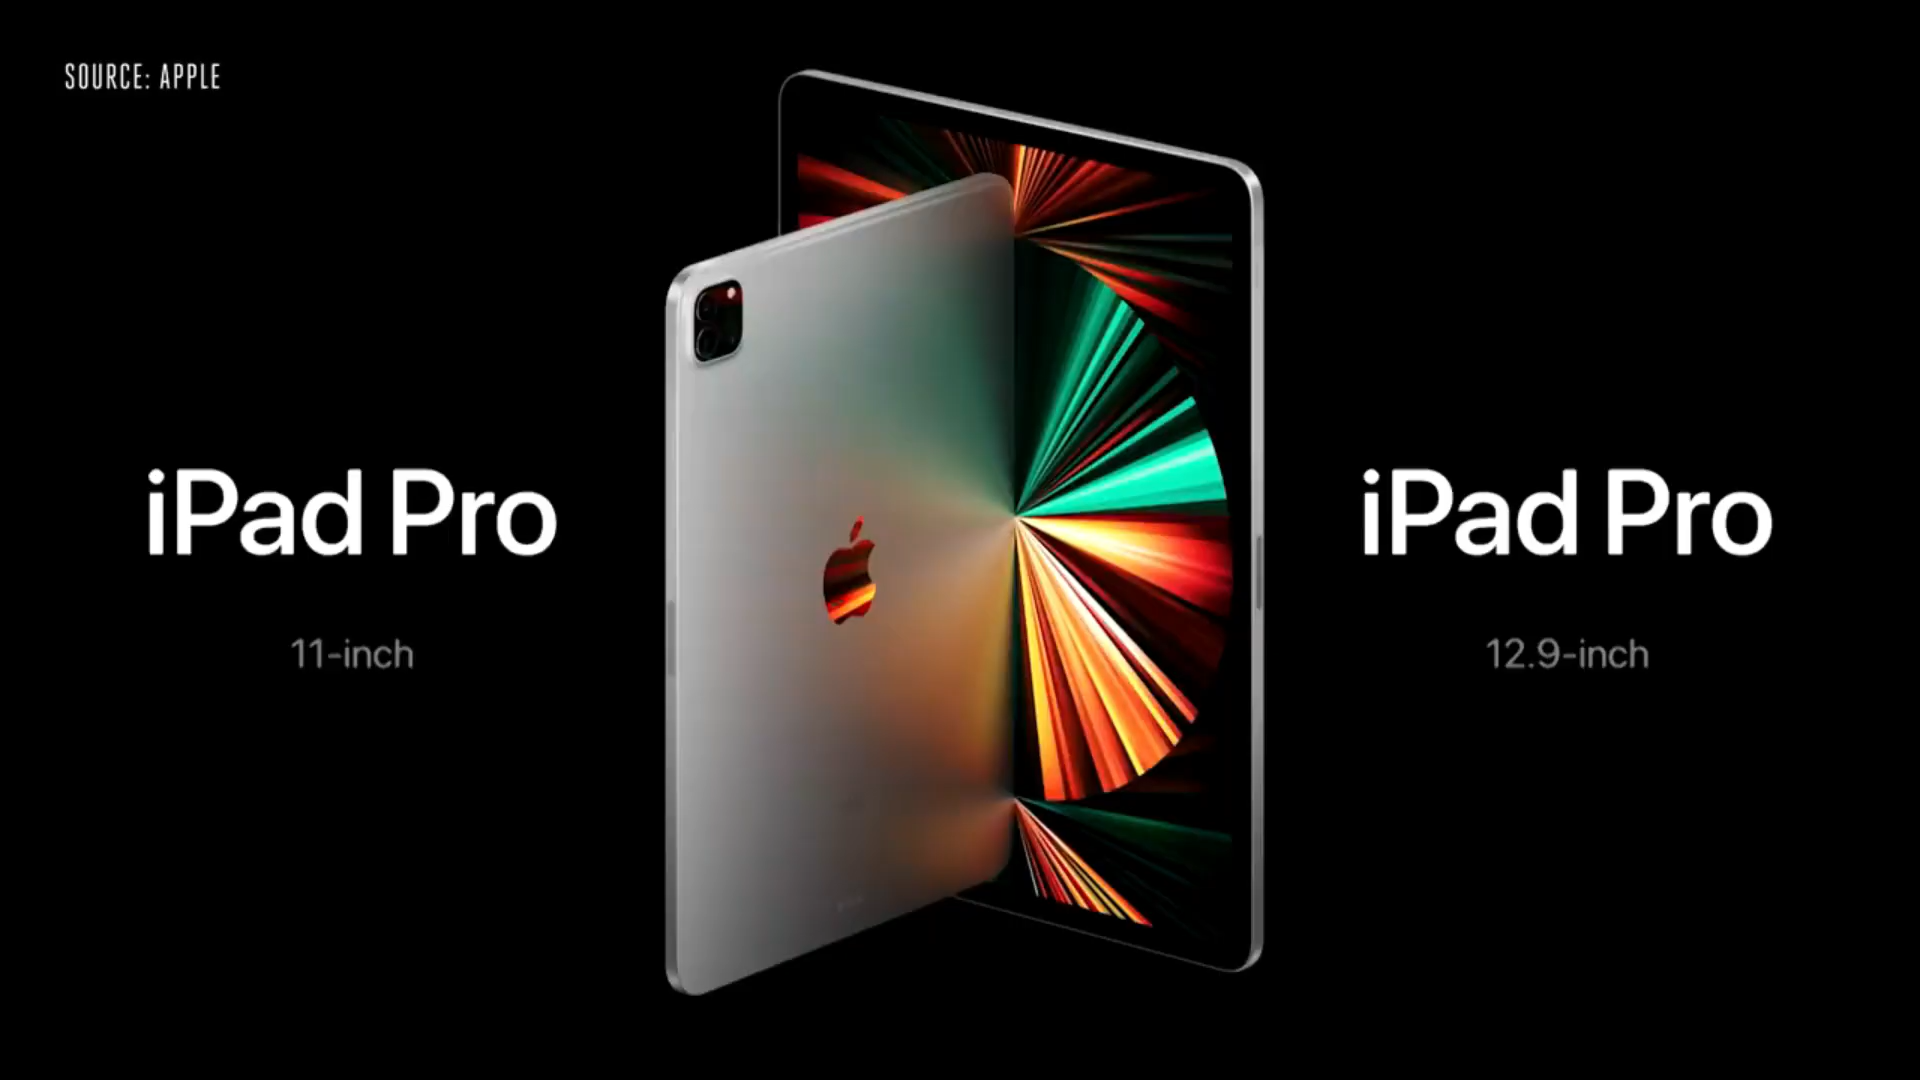 SOURCE: APPLE
iPad Pro
11-inch
iPad Pro
12.9-inch